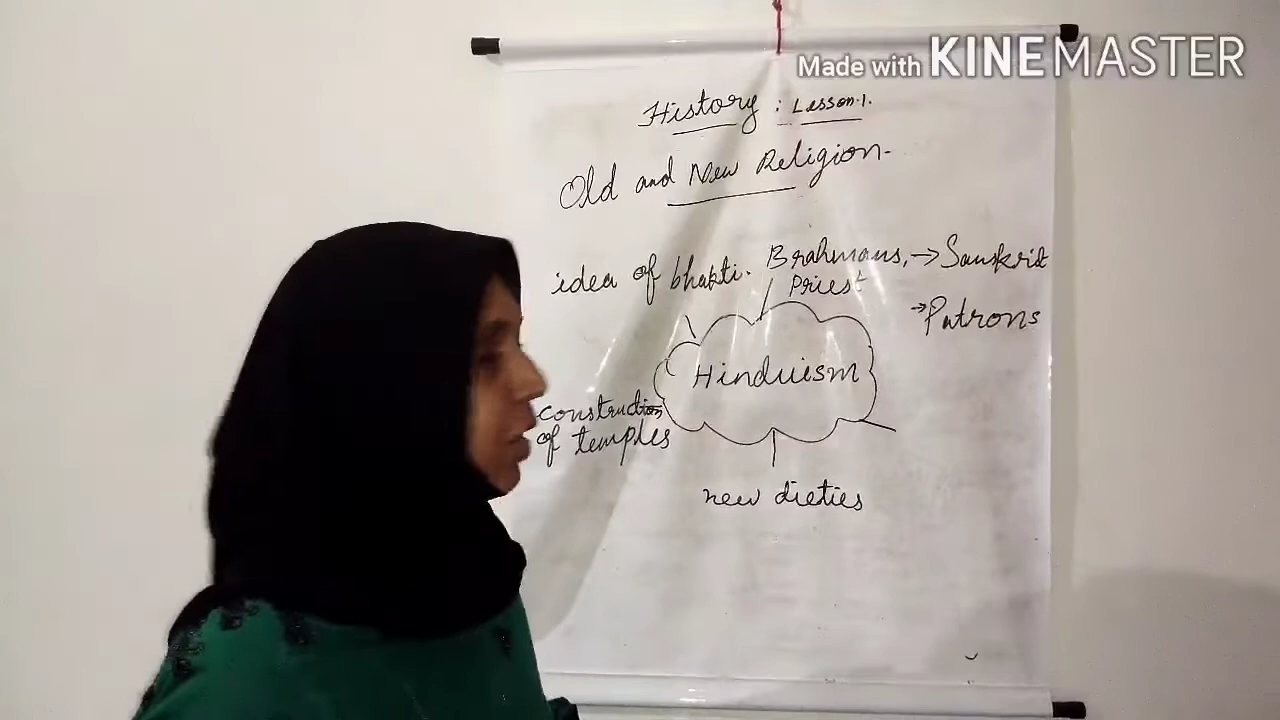 Made with KINEMASTER
History : Lesson.1.
Old and New Religion.
idea of bhakti.
Brahmans, → Sanskrit
Priest
→ Patrons
Hinduism
construction
of temples
new dieties